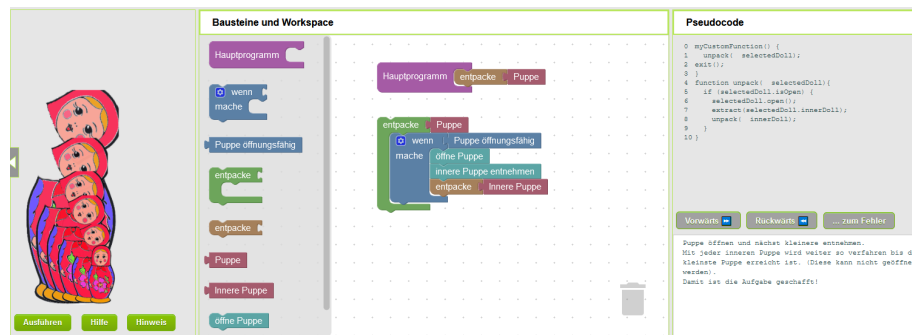 Bausteine und Workspace
Pseudocode
Hauptprogramm
wenn
mache
Puppe öffnungsfähig
entpacke
entpacke
Puppe
Innere Puppe
öffne Puppe
Hauptprogramm entpacke Puppe
entpacke Puppe
wenn Puppe öffnungsfähig
mache öffne Puppe
innere Puppe entnehmen
entpacke Innere Puppe
0 myCustomFunction() {
1 unpack( selectedDoll);
2 exit();
3 }
4 function unpack( selectedDoll){
5 if (selectedDoll.isOpen) {
6 selectedDoll.open();
7 extract(selectedDoll.innerDoll);
8 unpack( innerDoll);
9 }
10 }
Vorwärts Rückwärts ... zum Fehler
Puppe öffnen und nächst kleinere entnehmen.
Mit jeder inneren Puppe wird weiter so verfahren bis d
kleinste Puppe erreicht ist. (Diese kann nicht geöffne
werden).
Damit ist die Aufgabe geschafft!
Ausführen Hilfe Hinweis